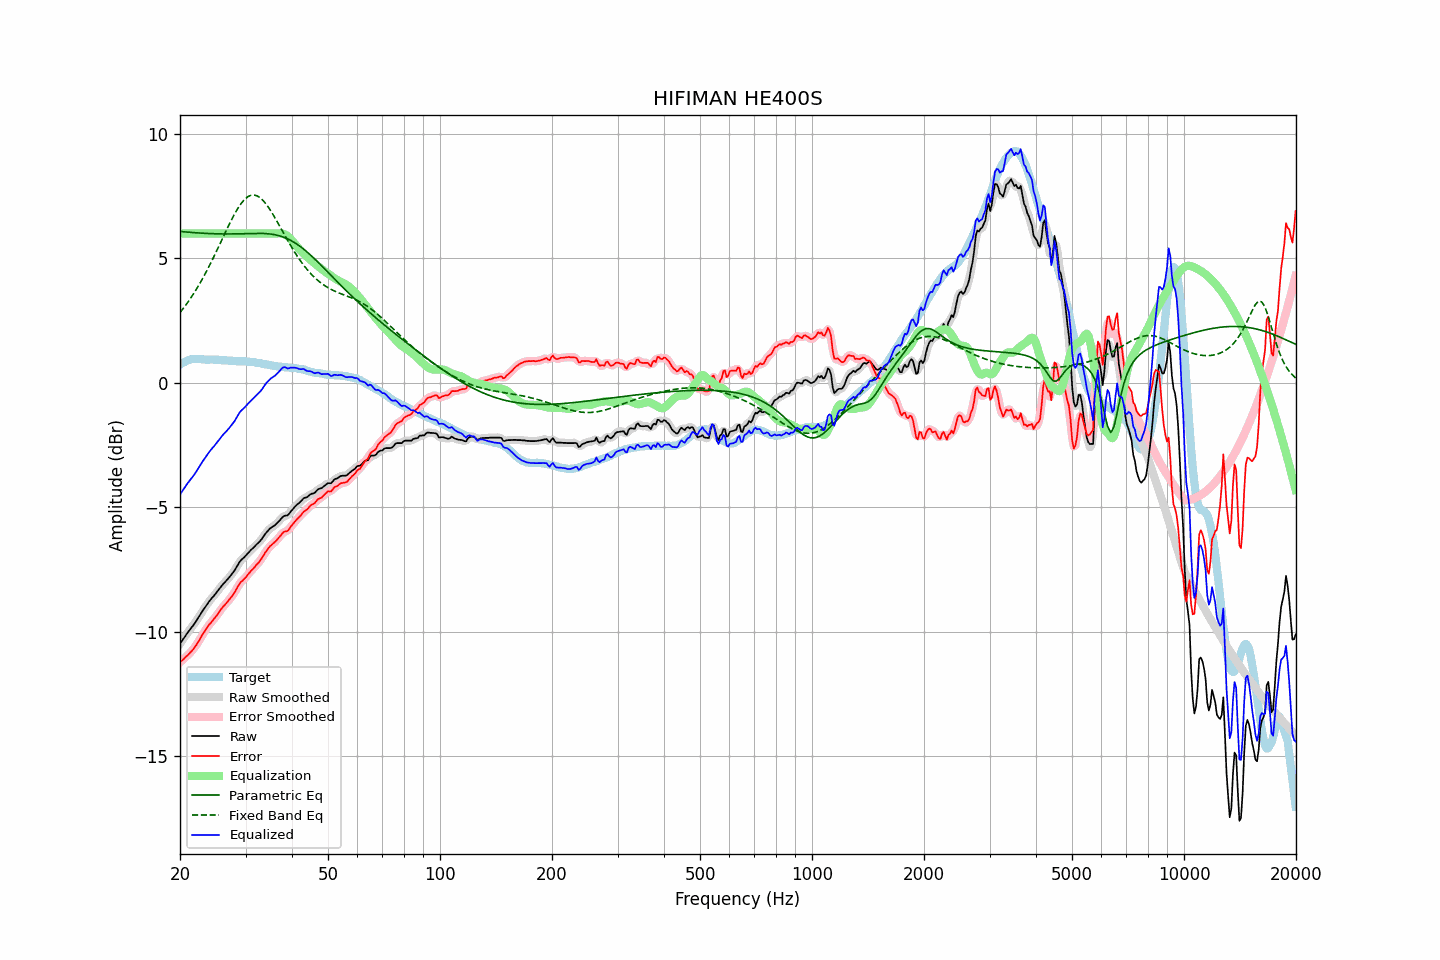 HIFIMAN HE400S
Amplitude (dBr)
10
5
0
−5
−10
−15
Target
Raw Smoothed
Error Smoothed
Raw
Error
Equalization
Parametric Eq
Fixed Band Eq
Equalized
20 50 100 200 500 1000 2000 5000 10000 20000
Frequency (Hz)